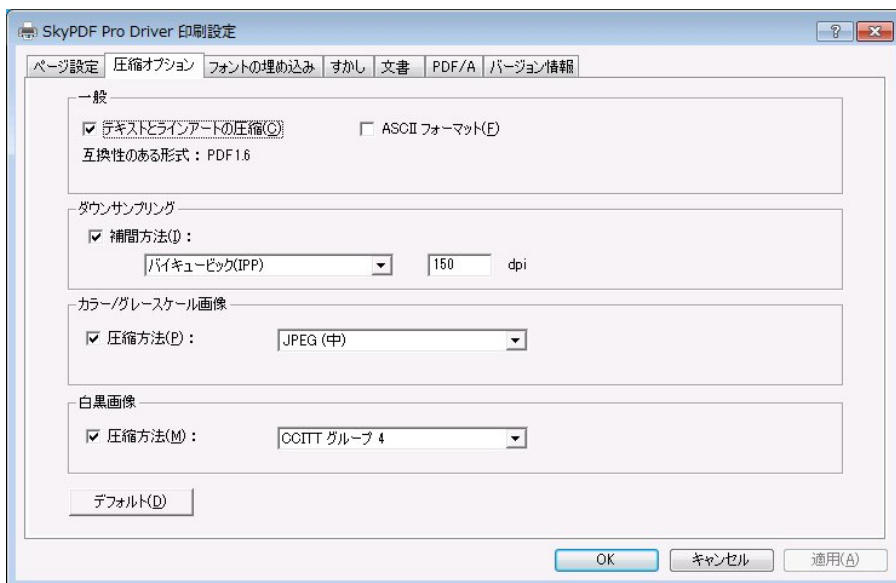 SkyPDF Pro Driver 印刷設定
ページ設定 圧縮オプション フォントの埋め込み すかし 文書 PDF/A バージョン情報
一般
テキストとラインアートの圧縮(C) ASCII フォーマット(F)
互換性のある形式： PDF1.6
ダウンサンプリング
補間方法(I)：
バイキュービック(IPP) 150 dpi
カラー/グレースケール画像
圧縮方法(P)： JPEG (中)
白黒画像
圧縮方法(M)： CCITT グループ 4
デフォルト(D)
OK キャンセル 適用(A)